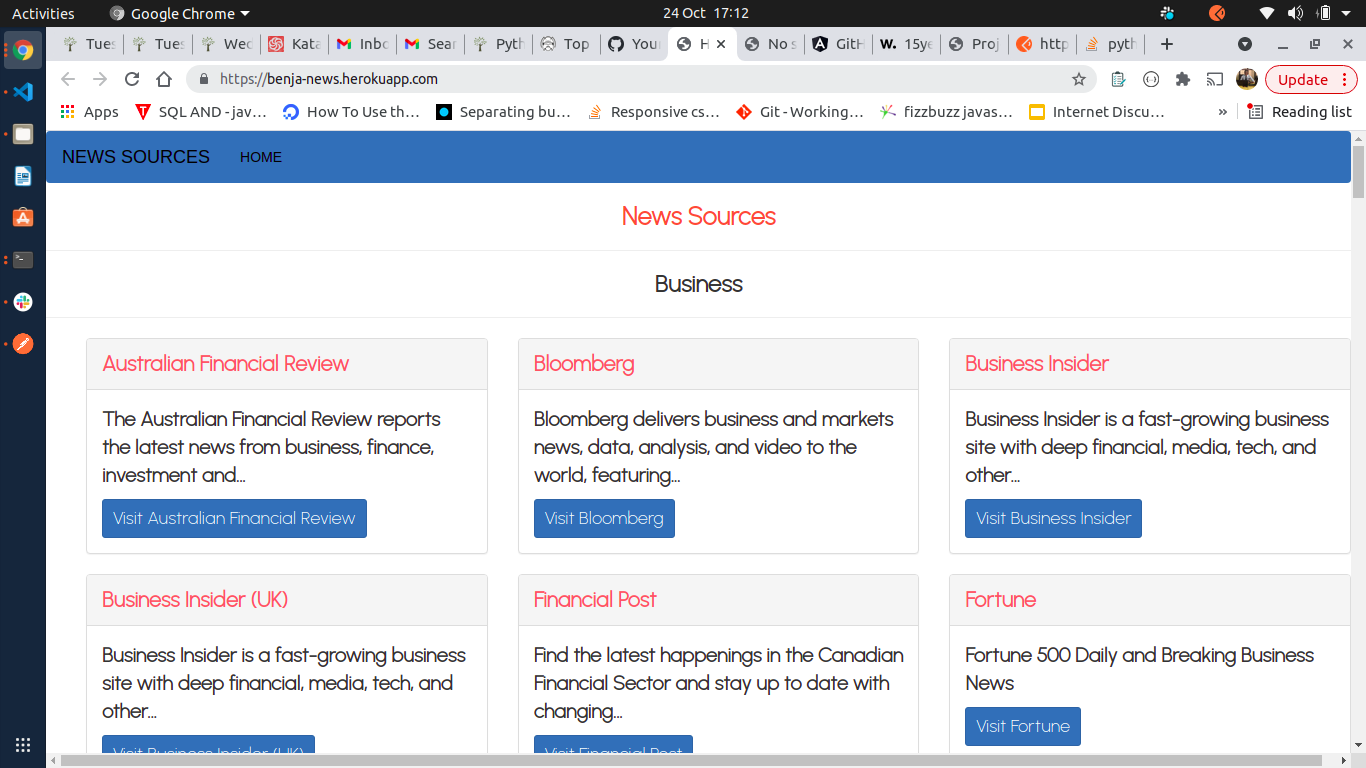 Activities Google Chrome 24 Oct 17:12
Tues Tues Wed Kata Inbo Sear Pyth Top Your H No s GitH 15ye Proj http pyth
https://benja-news.herokuapp.com Update
Apps SQL AND - jav… How To Use th… Separating bu… Responsive cs… Git - Working… fizzbuzz javas… Internet Discu… » Reading list
NEWS SOURCES HOME
News Sources
Business
Australian Financial Review
The Australian Financial Review reports
the latest news from business, finance,
investment and...
Visit Australian Financial Review
Bloomberg
Bloomberg delivers business and markets
news, data, analysis, and video to the
world, featuring...
Visit Bloomberg
Business Insider
Business Insider is a fast-growing business
site with deep financial, media, tech, and
other...
Visit Business Insider
Business Insider (UK)
Business Insider is a fast-growing business
site with deep financial, media, tech, and
other...
Visit Business Insider (UK)
Financial Post
Find the latest happenings in the Canadian
Financial Sector and stay up to date with
changing...
Visit Financial Post
Fortune
Fortune 500 Daily and Breaking Business
News
Visit Fortune